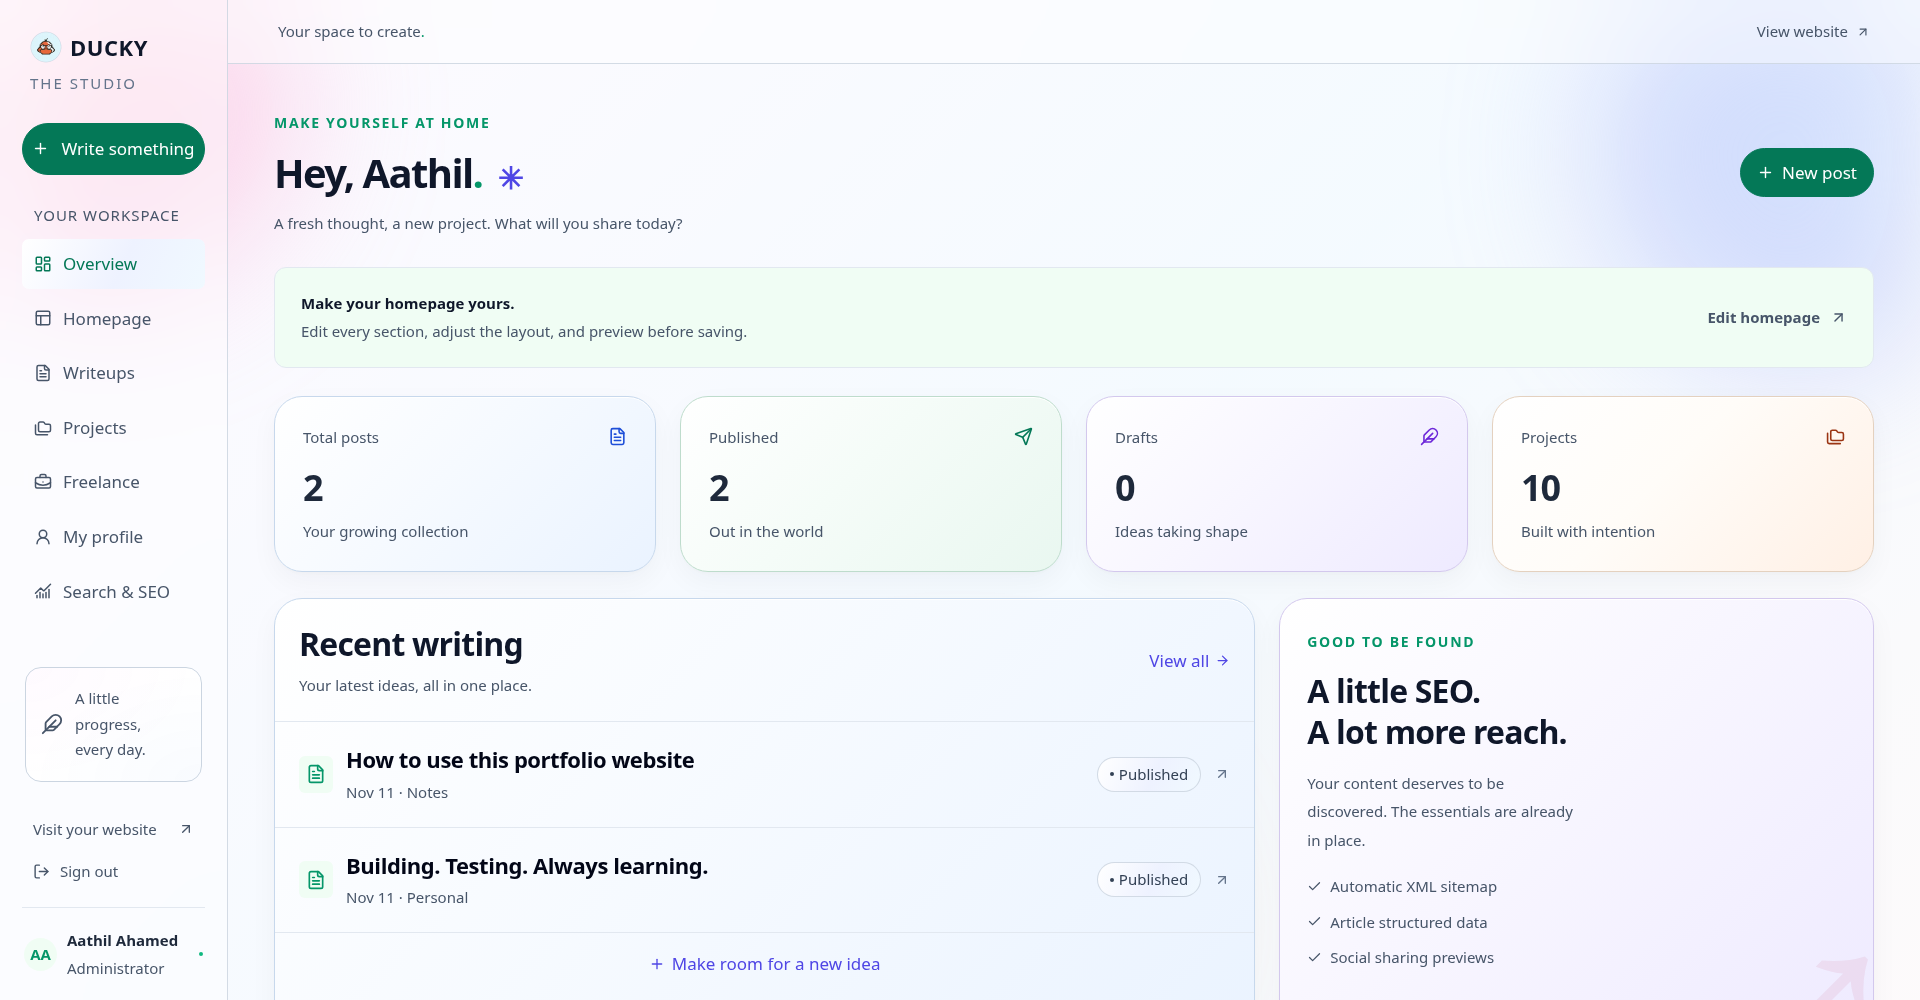 DUCKY
THE STUDIO
Write something
YOUR WORKSPACE
Overview
Homepage
Writeups
Projects
Freelance
My profile
Search & SEO
A little
progress,
every day.
Visit your website
Sign out
AA
Aathil Ahamed
Administrator
Your space to create.
View website
MAKE YOURSELF AT HOME
Hey, Aathil.
New post
A fresh thought, a new project. What will you share today?
Make your homepage yours.
Edit every section, adjust the layout, and preview before saving.
Edit homepage
Total posts
2
Your growing collection
Published
2
Out in the world
Drafts
0
Ideas taking shape
Projects
10
Built with intention
Recent writing
Your latest ideas, all in one place.
View all
How to use this portfolio website
Nov 11 · Notes
• Published
Building. Testing. Always learning.
Nov 11 · Personal
• Published
Make room for a new idea
GOOD TO BE FOUND
A little SEO.
A lot more reach.
Your content deserves to be
discovered. The essentials are already
in place.
Automatic XML sitemap
Article structured data
Social sharing previews